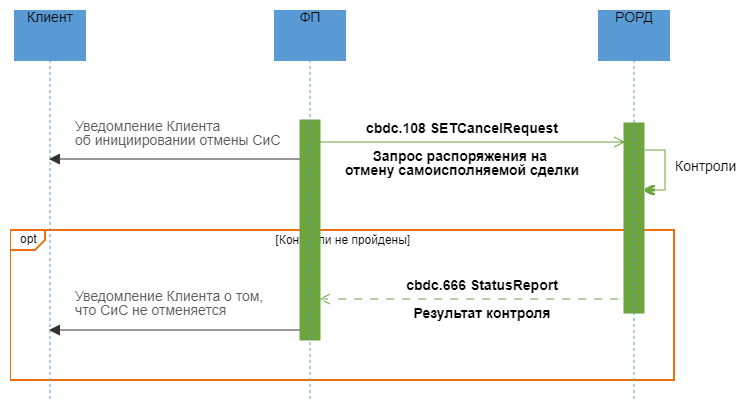 Клиент
ФП
РОРД
Уведомление Клиента
об инициировании отмены СиС
cbdc.108 SETCancelRequest
Запрос распоряжения на
отмену самоисполняемой сделки
Контроли
opt
[Контроли не пройдены]
Уведомление Клиента о том,
что СиС не отменяется
cbdc.666 StatusReport
Результат контроля